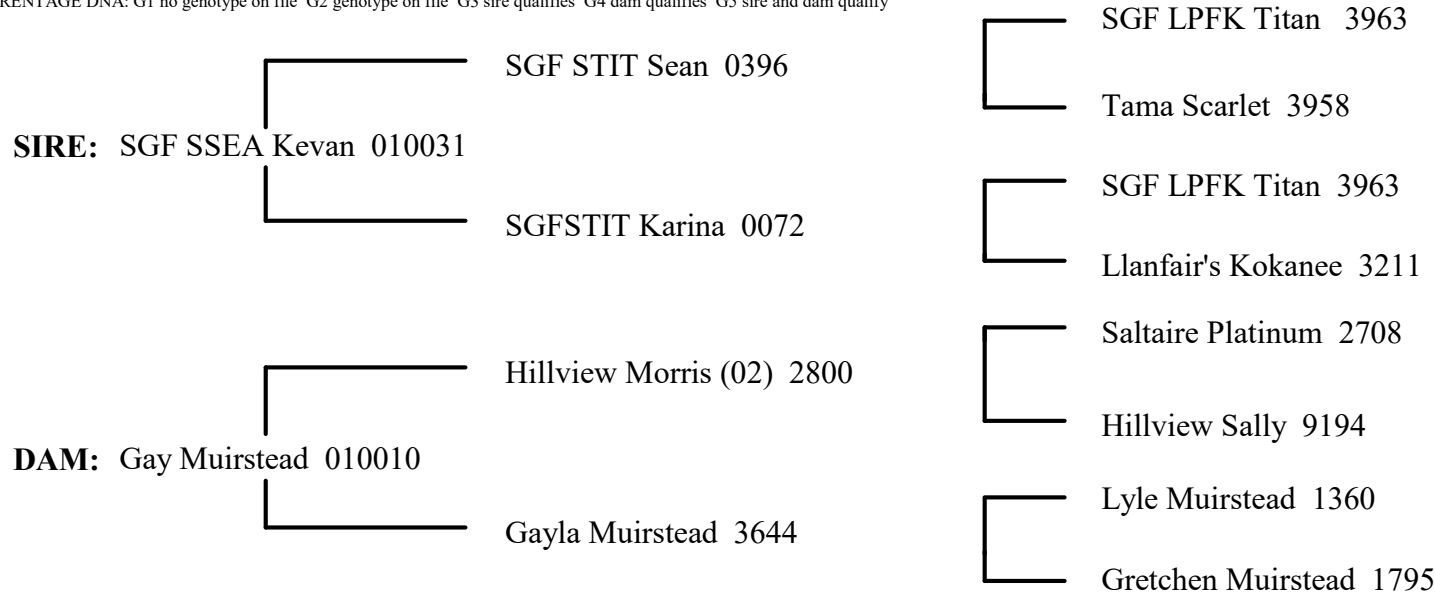 PARENTAGE DNA: G1 no genotype on file G2 genotype on file G3 sire qualifies G4 dam qualifies G5 sire and dam qualify
SGF LPFK Titan 3963
SGF STIT Sean 0396
Tama Scarlet 3958
SIRE: SGF SSEA Kevan 010031
SGF LPFK Titan 3963
SGFSTIT Karina 0072
Llanfair's Kokanee 3211
Saltaire Platinum 2708
Hillview Morris (02) 2800
Hillview Sally 9194
DAM: Gay Muirstead 010010
Lyle Muirstead 1360
Gayla Muirstead 3644
Gretchen Muirstead 1795